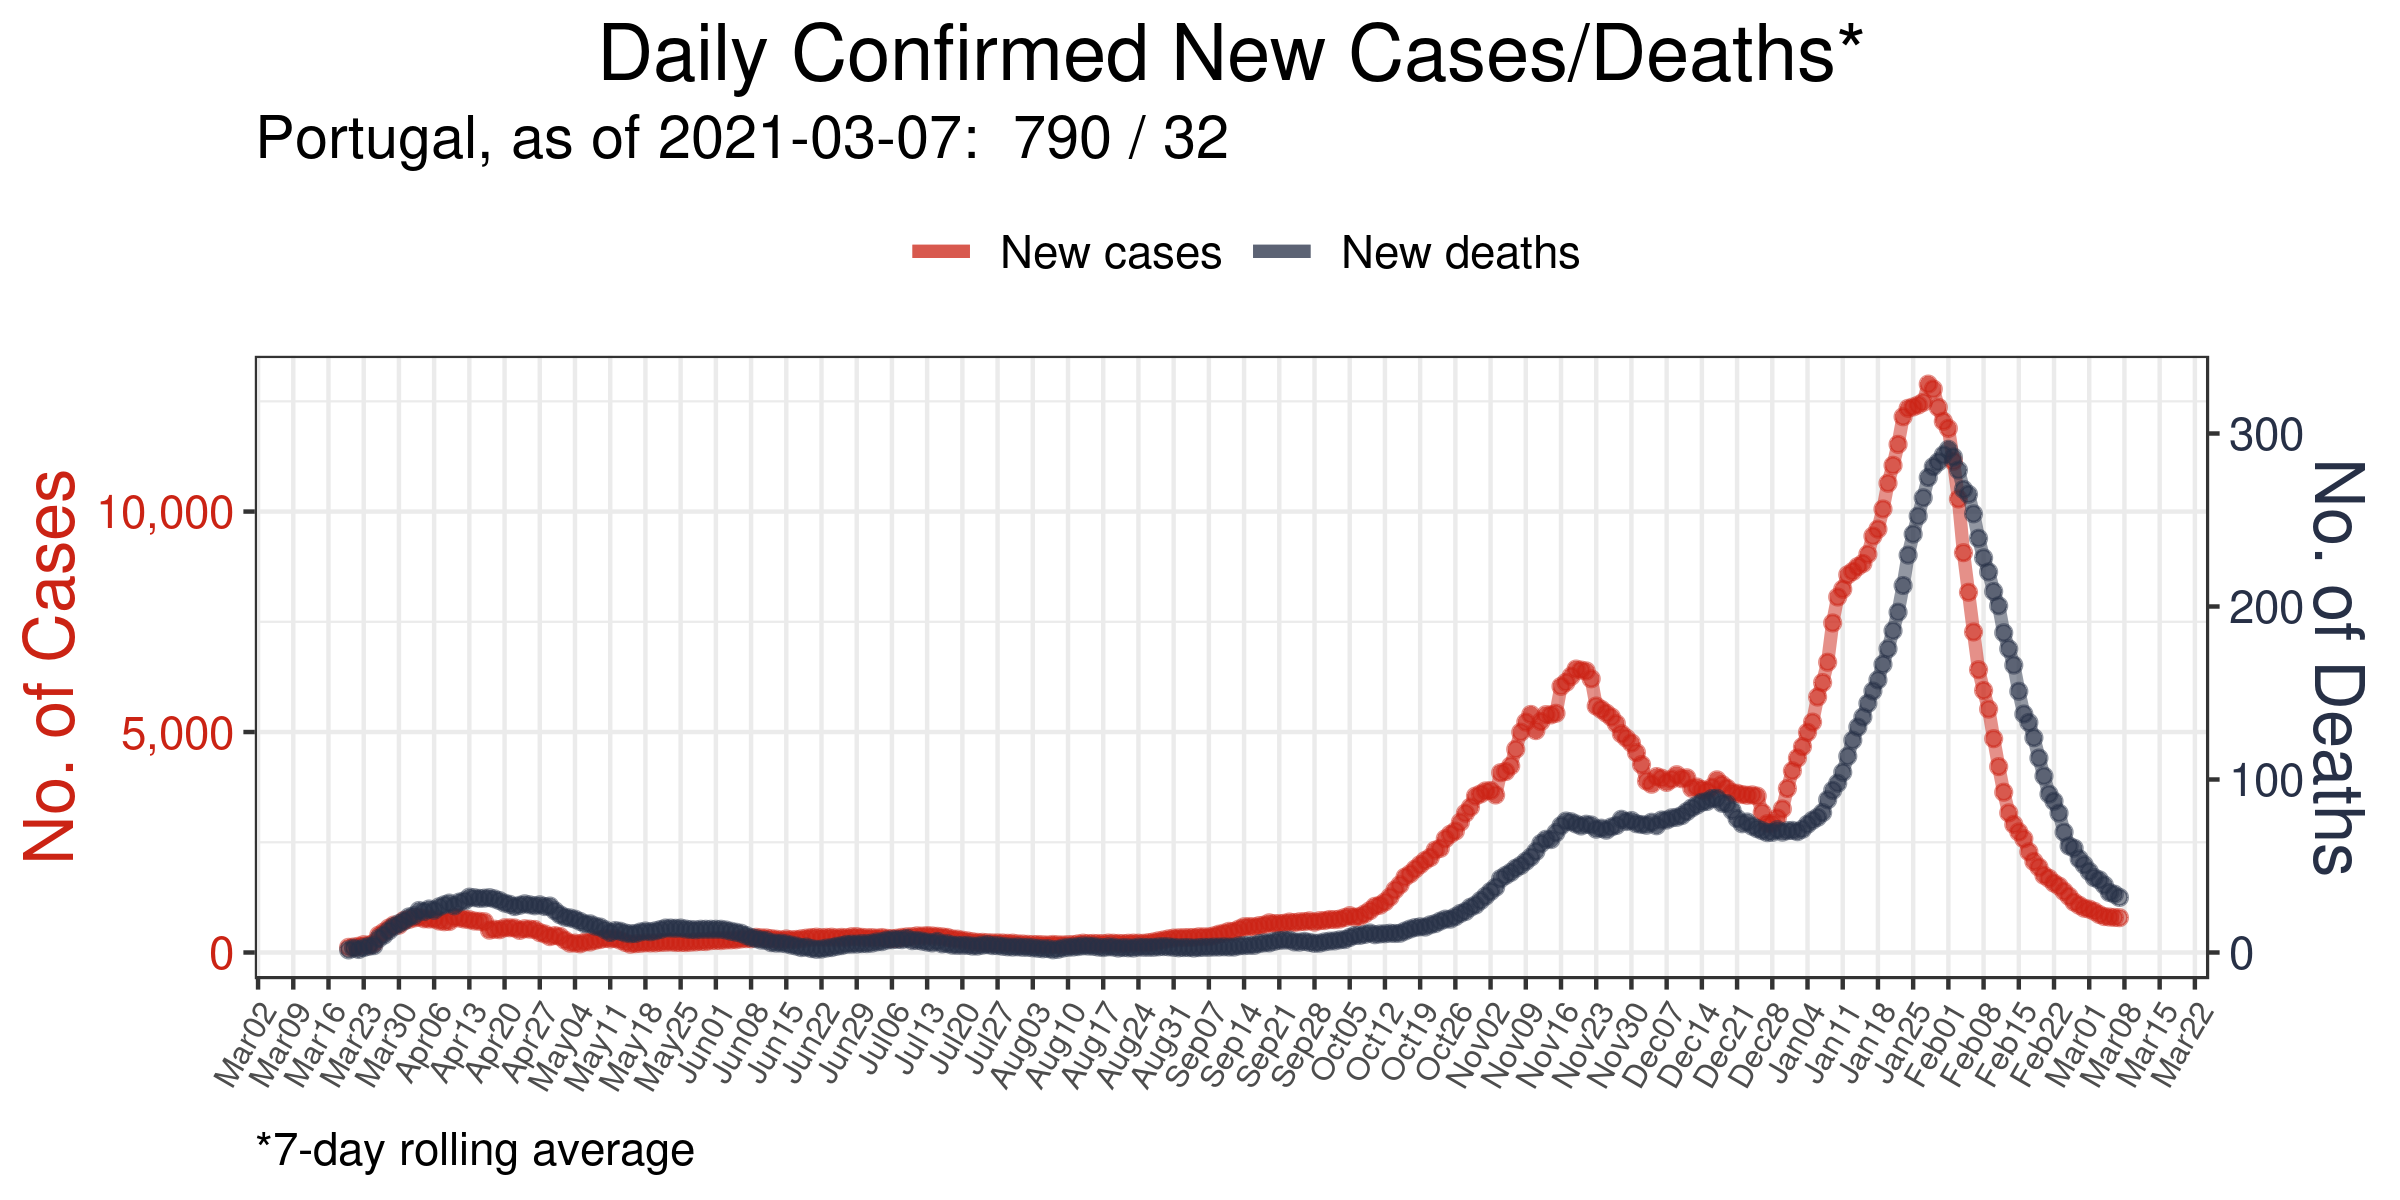 Daily Confirmed New Cases/Deaths*
Portugal, as of 2021-03-07:  790 / 32
New cases New deaths
No. of Cases
10,000
5,000
0
300
200
100
0
No. of Deaths
Mar02 Mar09 Mar16 Mar23 Mar30 Apr06 Apr13 Apr20 Apr27 May04 May11 May18 May25 Jun01 Jun08 Jun15 Jun22 Jun29 Jul06 Jul13 Jul20 Jul27 Aug03 Aug10 Aug17 Aug24 Aug31 Sep07 Sep14 Sep21 Sep28 Oct05 Oct12 Oct19 Oct26 Nov02 Nov09 Nov16 Nov23 Nov30 Dec07 Dec14 Dec21 Dec28 Jan04 Jan11 Jan18 Jan25 Feb01 Feb08 Feb15 Feb22 Mar01 Mar08 Mar15 Mar22
*7-day rolling average